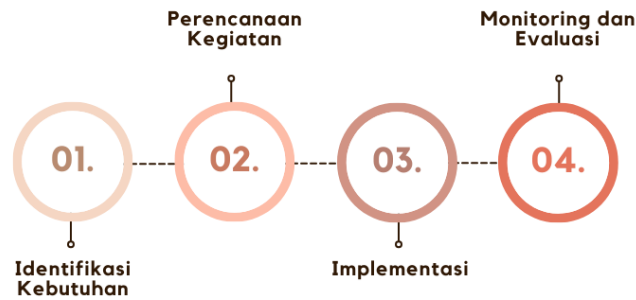 01.
Identifikasi
Kebutuhan
Perencanaan
Kegiatan
02.
03.
Implementasi
Monitoring dan
Evaluasi
04.